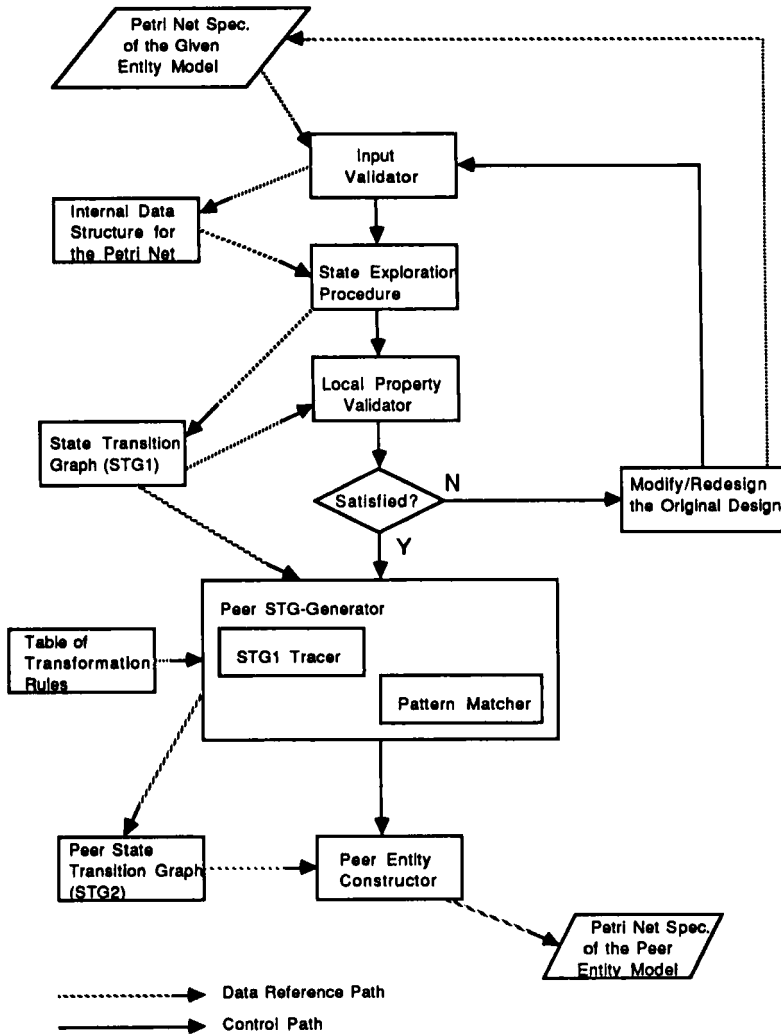 Petri Net Spec.
of the Given
Entity Model
Input
Validator
Internal Data
Structure for
the Petri Net
State Exploration
Procedure
Local Property
Validator
State Transition
Graph (STG1)
Satisfied?
N
Modify/Redesign
the Original Design
Y
Peer STG-Generator
STG1 Tracer
Pattern Matcher
Table of
Transformation
Rules
Peer State
Transition Graph
(STG2)
Peer Entity
Constructor
Petri Net Spec.
of the Peer
Entity Model
Data Reference Path
Control Path